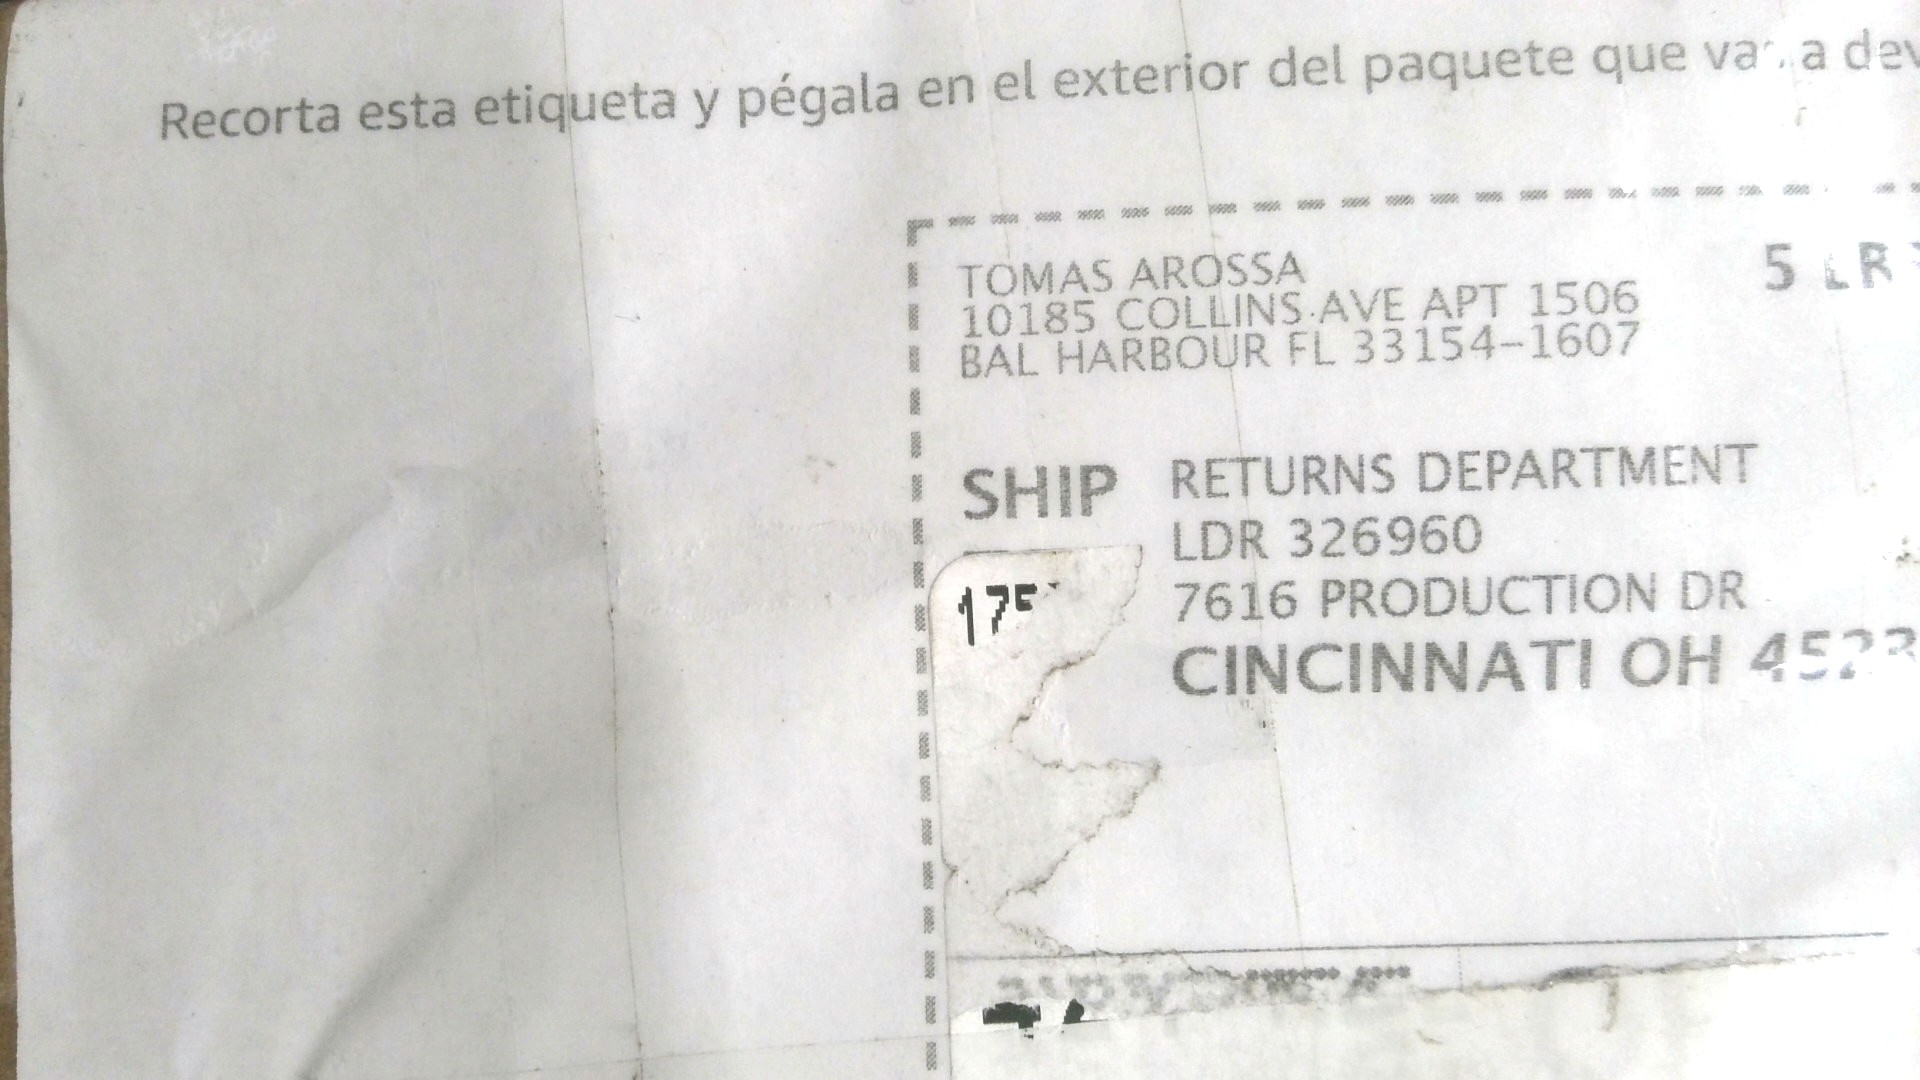 Recorta esta etiqueta y pégala en el exterior del paquete que va a
TOMAS AROSSA
10185 COLLINS AVE APT 1506
BAL HARBOUR FL 33154-1607
5
SHIP
RETURNS DEPARTMENT
LDR 326960
7616 PRODUCTION DR
CINCINNATI OH